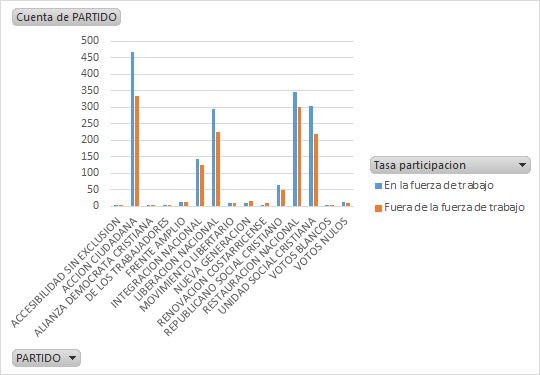 Cuenta de PARTIDO
500
450
400
350
300
250
200
150
100
50
0
ACCESIBILIDAD SIN EXCLUSION
ACCION CIUDADANA
ALIANZA DEMOCRATA CRISTIANA
DE LOS TRABAJADORES
FRENTE AMPLIO
INTEGRACION NACIONAL
LIBERACION NACIONAL
MOVIMIENTO LIBERTARIO
NUEVA GENERACION
RENOVACION COSTARRICENSE
REPUBLICANO SOCIAL CRISTIANO
RESTAURACION NACIONAL
UNIDAD SOCIAL CRISTIANA
VOTOS BLANCOS
VOTOS NULOS
Tasa participacion
En la fuerza de trabajo
Fuera de la fuerza de trabajo
PARTIDO